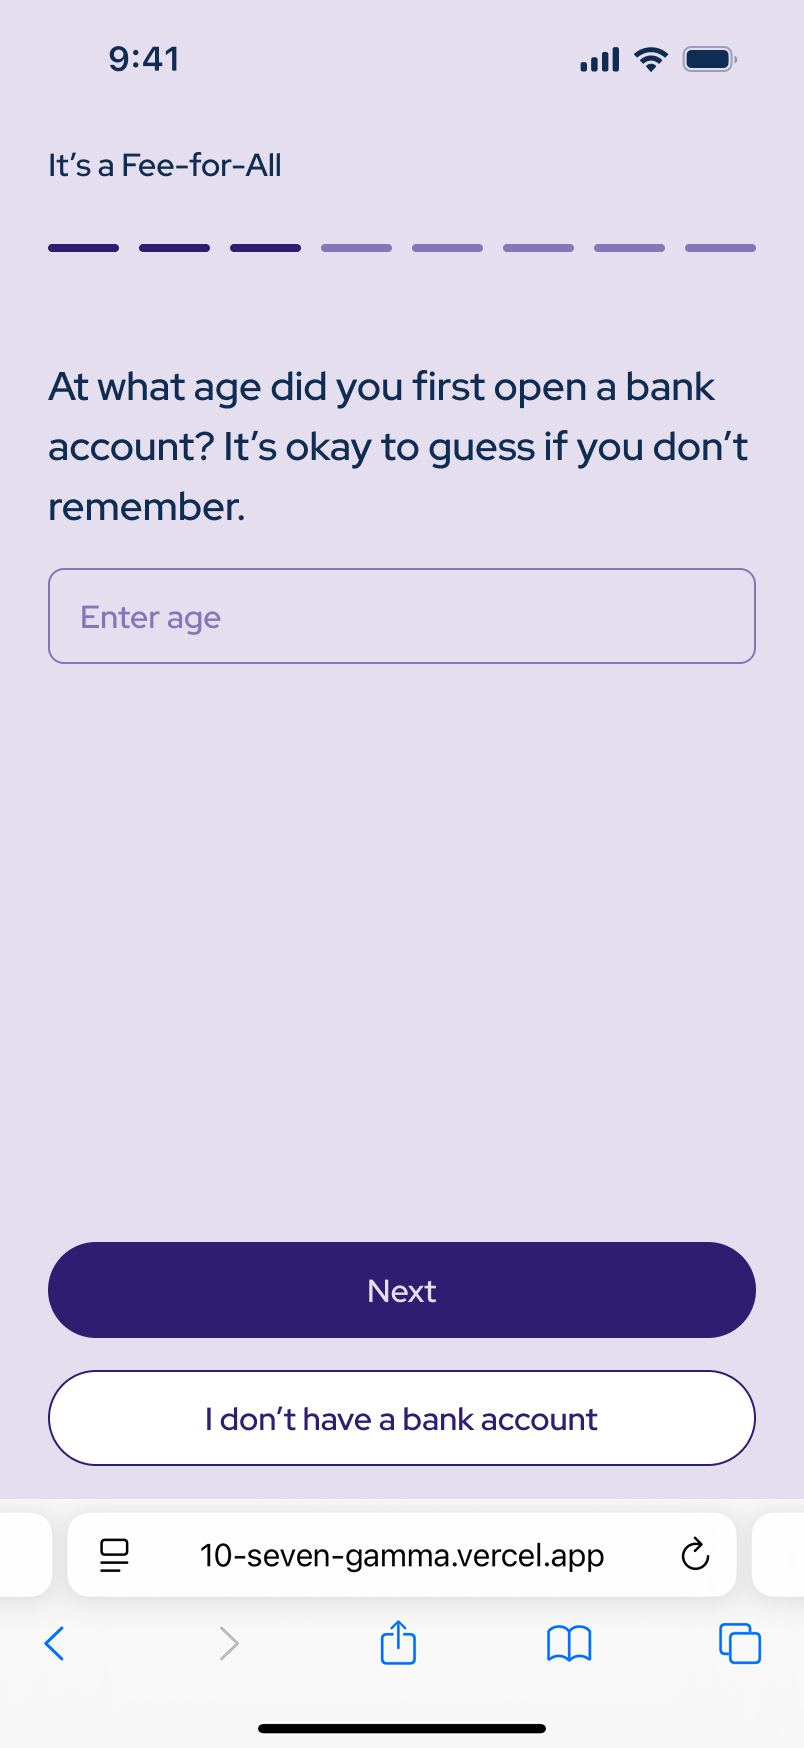 9:41
It’s a Fee-for-All
At what age did you first open a bank
account? It’s okay to guess if you don’t
remember.
Enter age
Next
I don’t have a bank account
10-seven-gamma.vercel.app